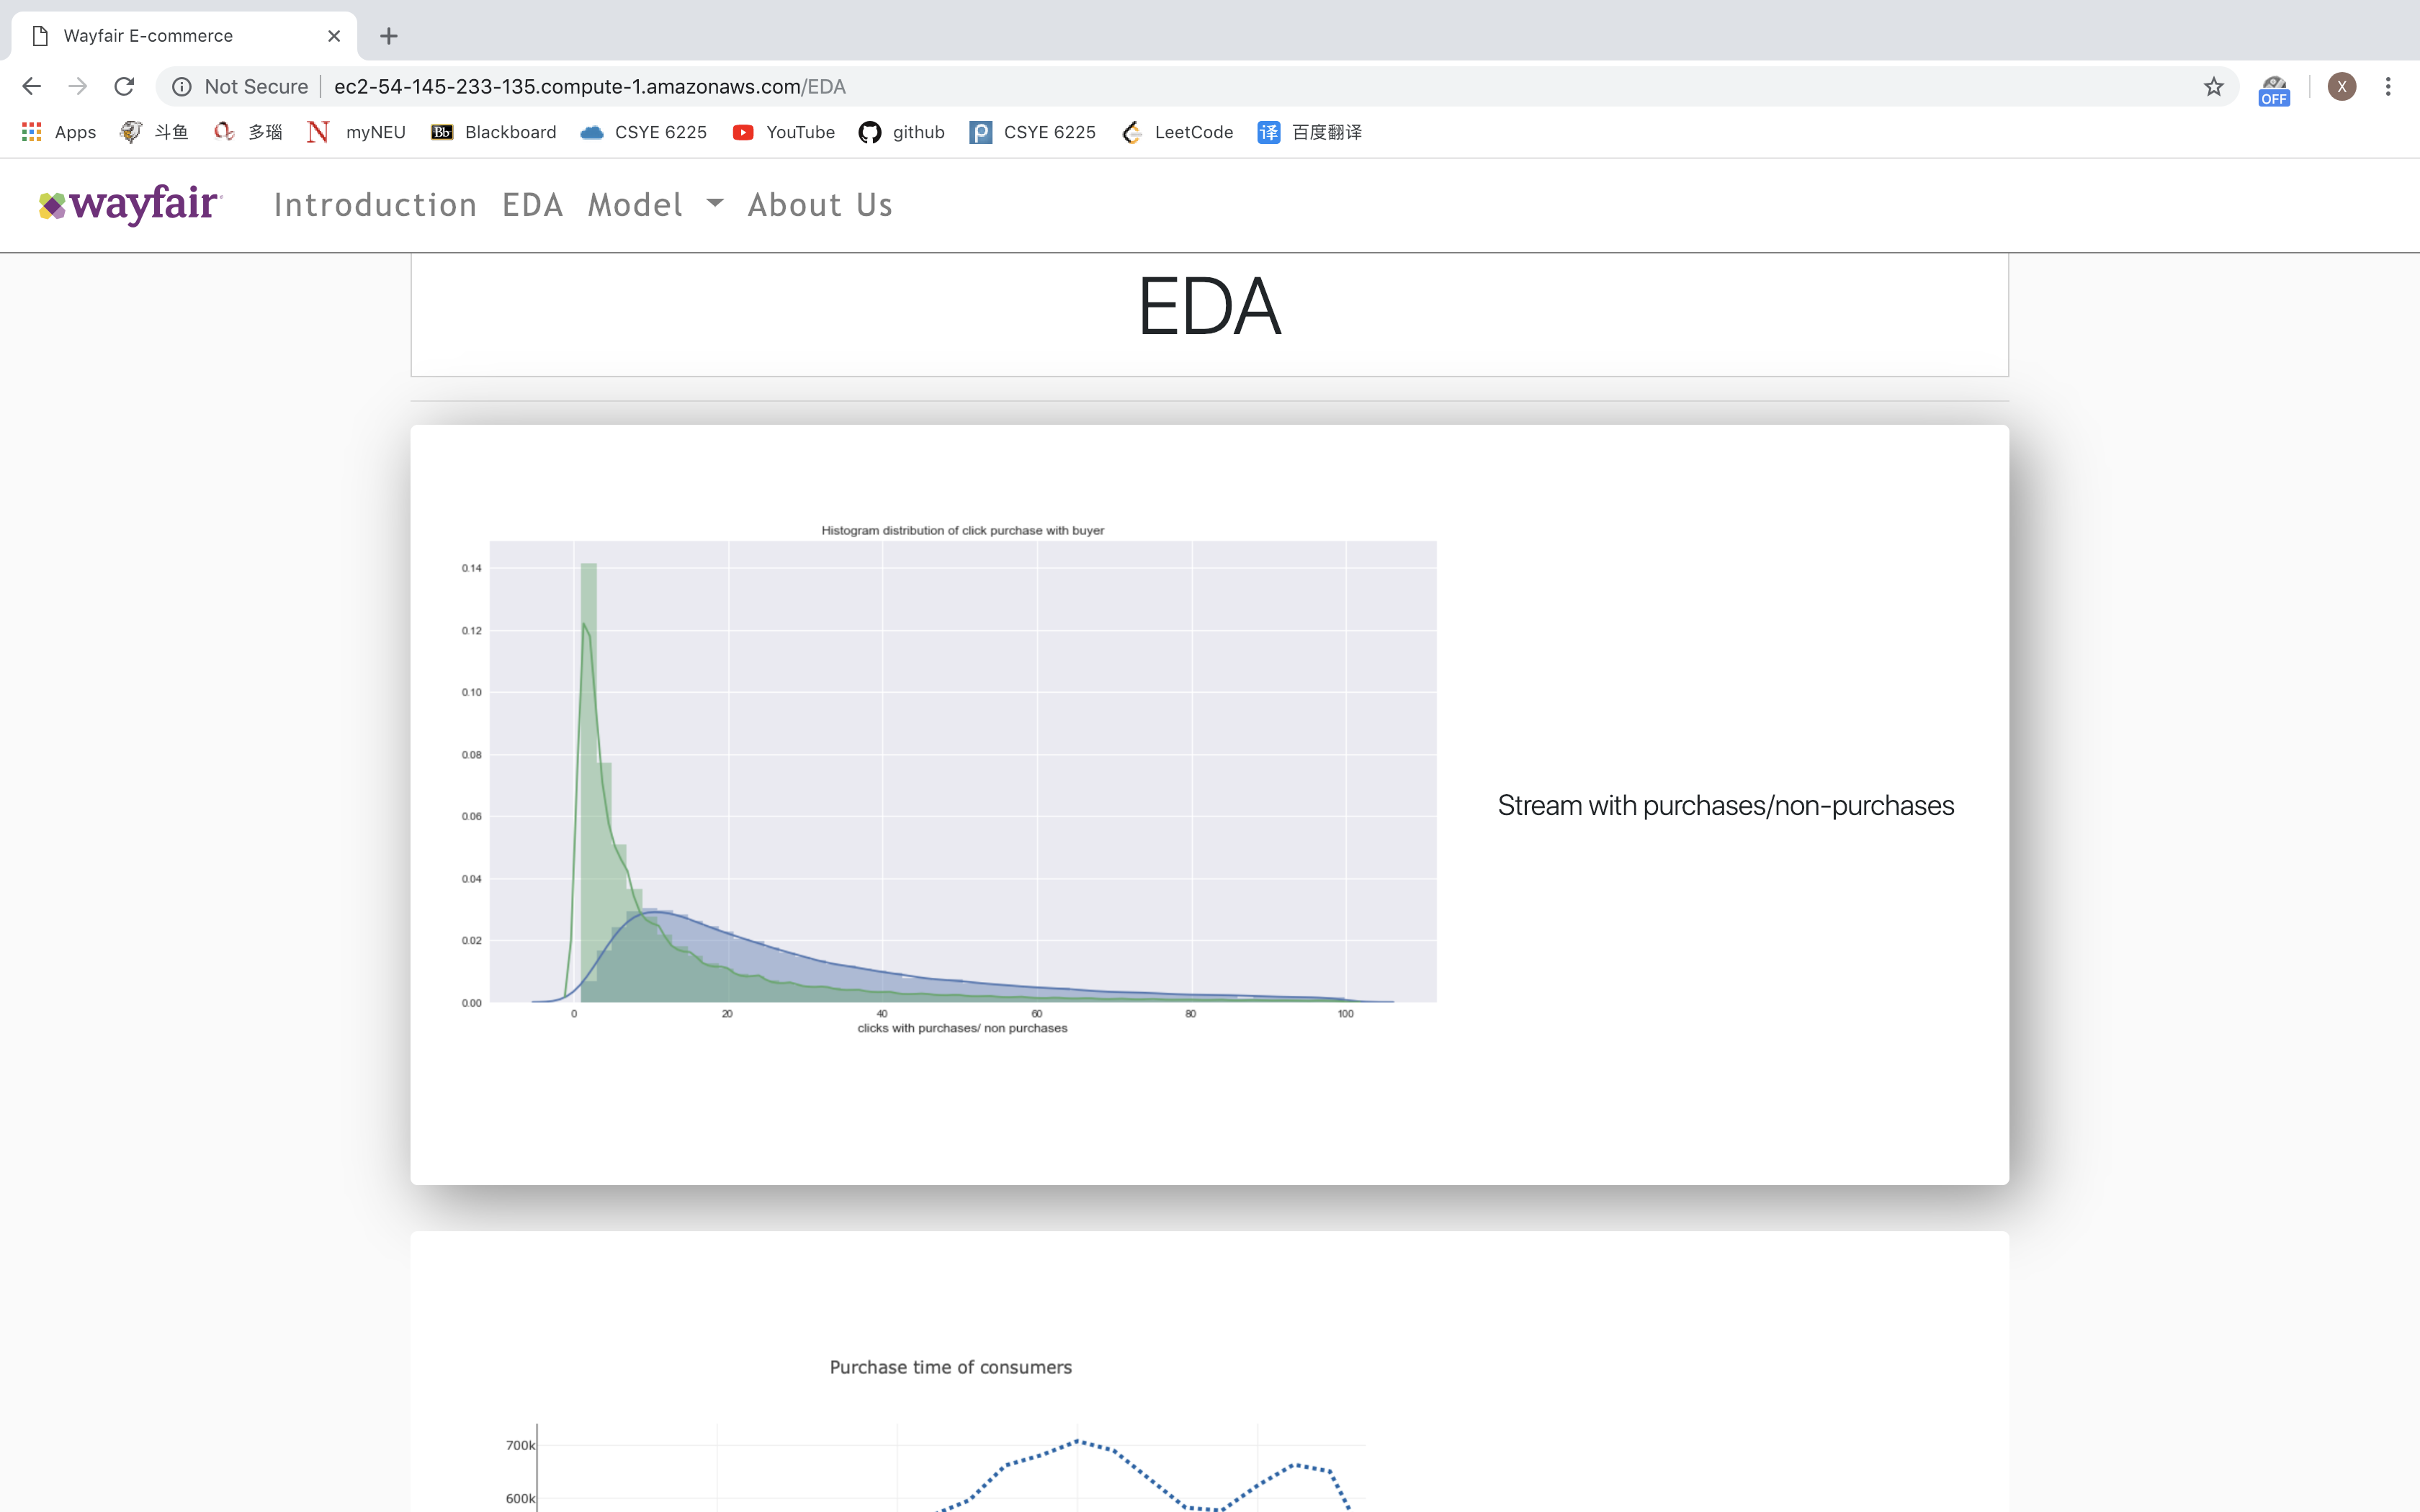 Wayfair E-commerce
Not Secure ec2-54-145-233-135.compute-1.amazonaws.com/EDA
OFF
X
Apps 斗鱼 多瑙 myNEU Bb Blackboard CSYE 6225 YouTube github CSYE 6225 LeetCode 译 百度翻译
wayfair Introduction EDA Model About Us
EDA
Histogram distribution of click purchase with buyer
0.14
0.12
0.10
0.08
0.06
0.04
0.02
0.00
0 20 40 60 80 100
clicks with purchases/ non purchases
Stream with purchases/non-purchases
Purchase time of consumers
700k
600k